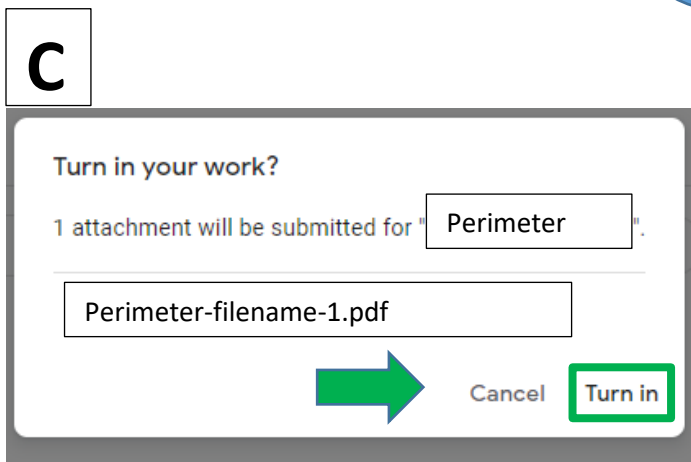 C
Turn in your work?
1 attachment will be submitted for "Perimeter".
Perimeter-filename-1.pdf
Cancel Turn in